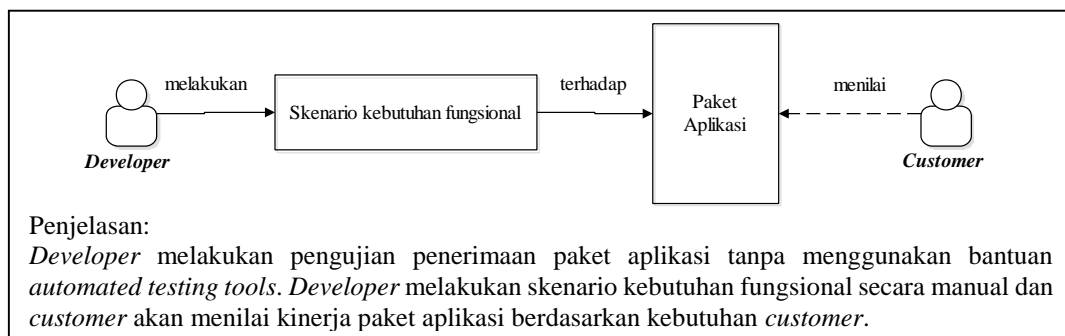 melakukan
terhadap
menilai
Skenario kebutuhan fungsional
Paket
Aplikasi
Developer
Customer
Penjelasan:
Developer melakukan pengujian penerimaan paket aplikasi tanpa menggunakan bantuan
automated testing tools. Developer melakukan skenario kebutuhan fungsional secara manual dan
customer akan menilai kinerja paket aplikasi berdasarkan kebutuhan customer.